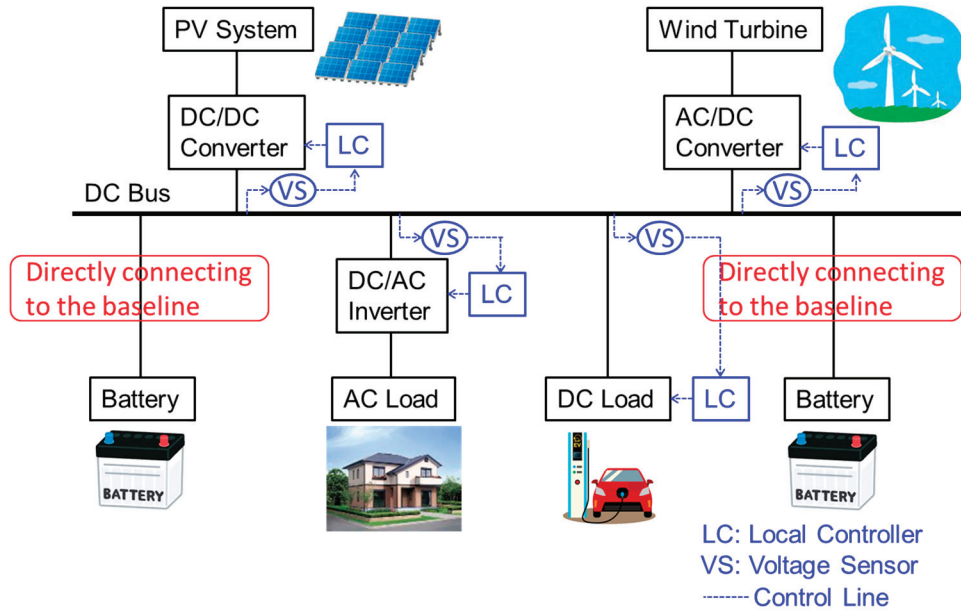 PV System
Wind Turbine
DC/DC
Converter
LC
AC/DC
Converter
LC
VS
VS
DC Bus
VS
VS
Directly connecting
to the baseline
DC/AC
Inverter
LC
Directly connecting
to the baseline
Battery
AC Load
DC Load
LC
Battery
BATTERY
EV
BATTERY
LC: Local Controller
VS: Voltage Sensor
Control Line